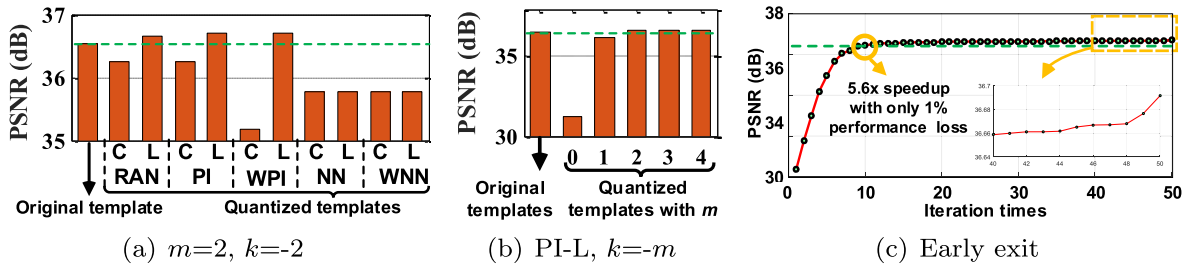 PSNR (dB)
37
36
35
C L C L C L C L C L
RAN PI WPI NN WNN
Original template
Quantized templates
(a) m=2, k=-2
PSNR (dB)
40
35
30
0 1 2 3 4
Original
templates
Quantized
templates with m
(b) PI-L, k=-m
PSNR (dB)
38
36
34
32
30
5.6x speedup
with only 1%
performance loss
36.7
36.68
36.66
36.64
40 42 44 46 48 50
0 10 20 30 40 50
Iteration times
(c) Early exit